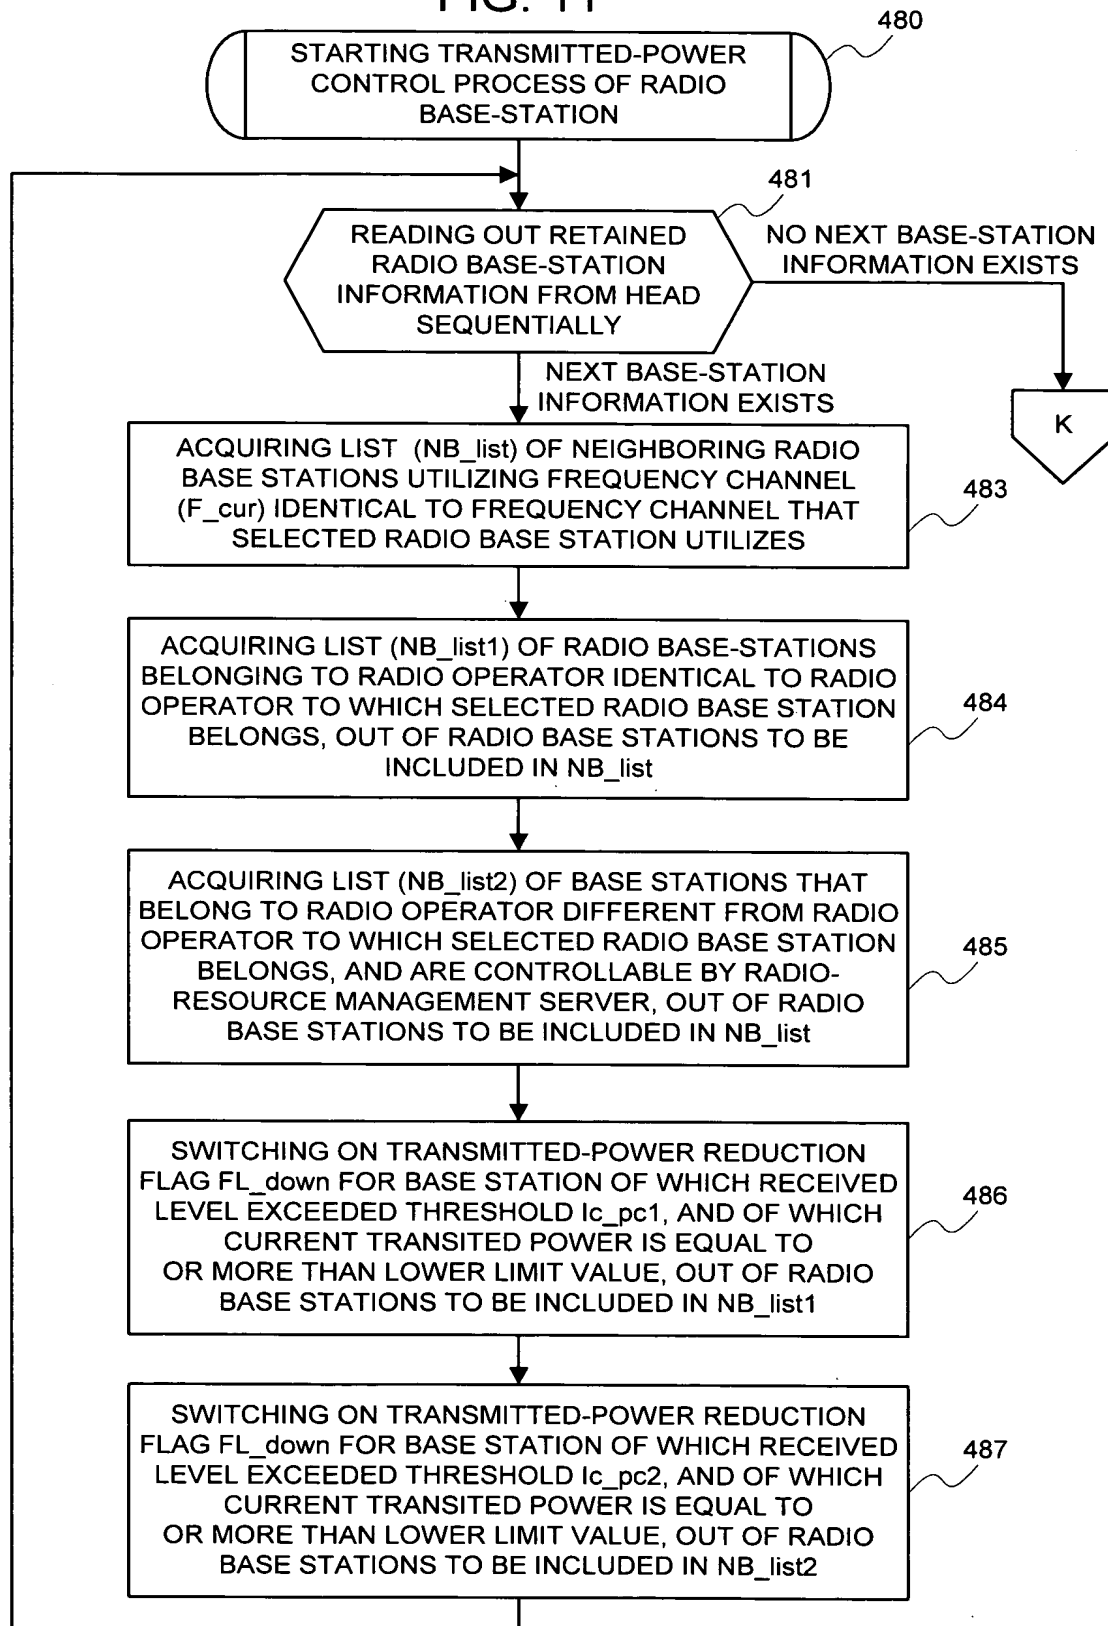 FIG. 11
480
STARTING TRANSMITTED-POWER
CONTROL PROCESS OF RADIO
BASE-STATION
481
READING OUT RETAINED
RADIO BASE-STATION
INFORMATION FROM HEAD
SEQUENTIALLY
NO NEXT BASE-STATION
INFORMATION EXISTS
NEXT BASE-STATION
INFORMATION EXISTS
K
ACQUIRING LIST (NB_list) OF NEIGHBORING RADIO
BASE STATIONS UTILIZING FREQUENCY CHANNEL
(F_cur) IDENTICAL TO FREQUENCY CHANNEL THAT
SELECTED RADIO BASE STATION UTILIZES
483
ACQUIRING LIST (NB_list1) OF RADIO BASE-STATIONS
BELONGING TO RADIO OPERATOR IDENTICAL TO RADIO
OPERATOR TO WHICH SELECTED RADIO BASE STATION
BELONGS, OUT OF RADIO BASE STATIONS TO BE
INCLUDED IN NB_list
484
ACQUIRING LIST (NB_list2) OF BASE STATIONS THAT
BELONG TO RADIO OPERATOR DIFFERENT FROM RADIO
OPERATOR TO WHICH SELECTED RADIO BASE STATION
BELONGS, AND ARE CONTROLLABLE BY RADIO-
RESOURCE MANAGEMENT SERVER, OUT OF RADIO
BASE STATIONS TO BE INCLUDED IN NB_list
485
SWITCHING ON TRANSMITTED-POWER REDUCTION
FLAG FL_down FOR BASE STATION OF WHICH RECEIVED
LEVEL EXCEEDED THRESHOLD Ic_pc1, AND OF WHICH
CURRENT TRANSITED POWER IS EQUAL TO
OR MORE THAN LOWER LIMIT VALUE, OUT OF RADIO
BASE STATIONS TO BE INCLUDED IN NB_list1
486
SWITCHING ON TRANSMITTED-POWER REDUCTION
FLAG FL_down FOR BASE STATION OF WHICH RECEIVED
LEVEL EXCEEDED THRESHOLD Ic_pc2, AND OF WHICH
CURRENT TRANSITED POWER IS EQUAL TO
OR MORE THAN LOWER LIMIT VALUE, OUT OF RADIO
BASE STATIONS TO BE INCLUDED IN NB_list2
487